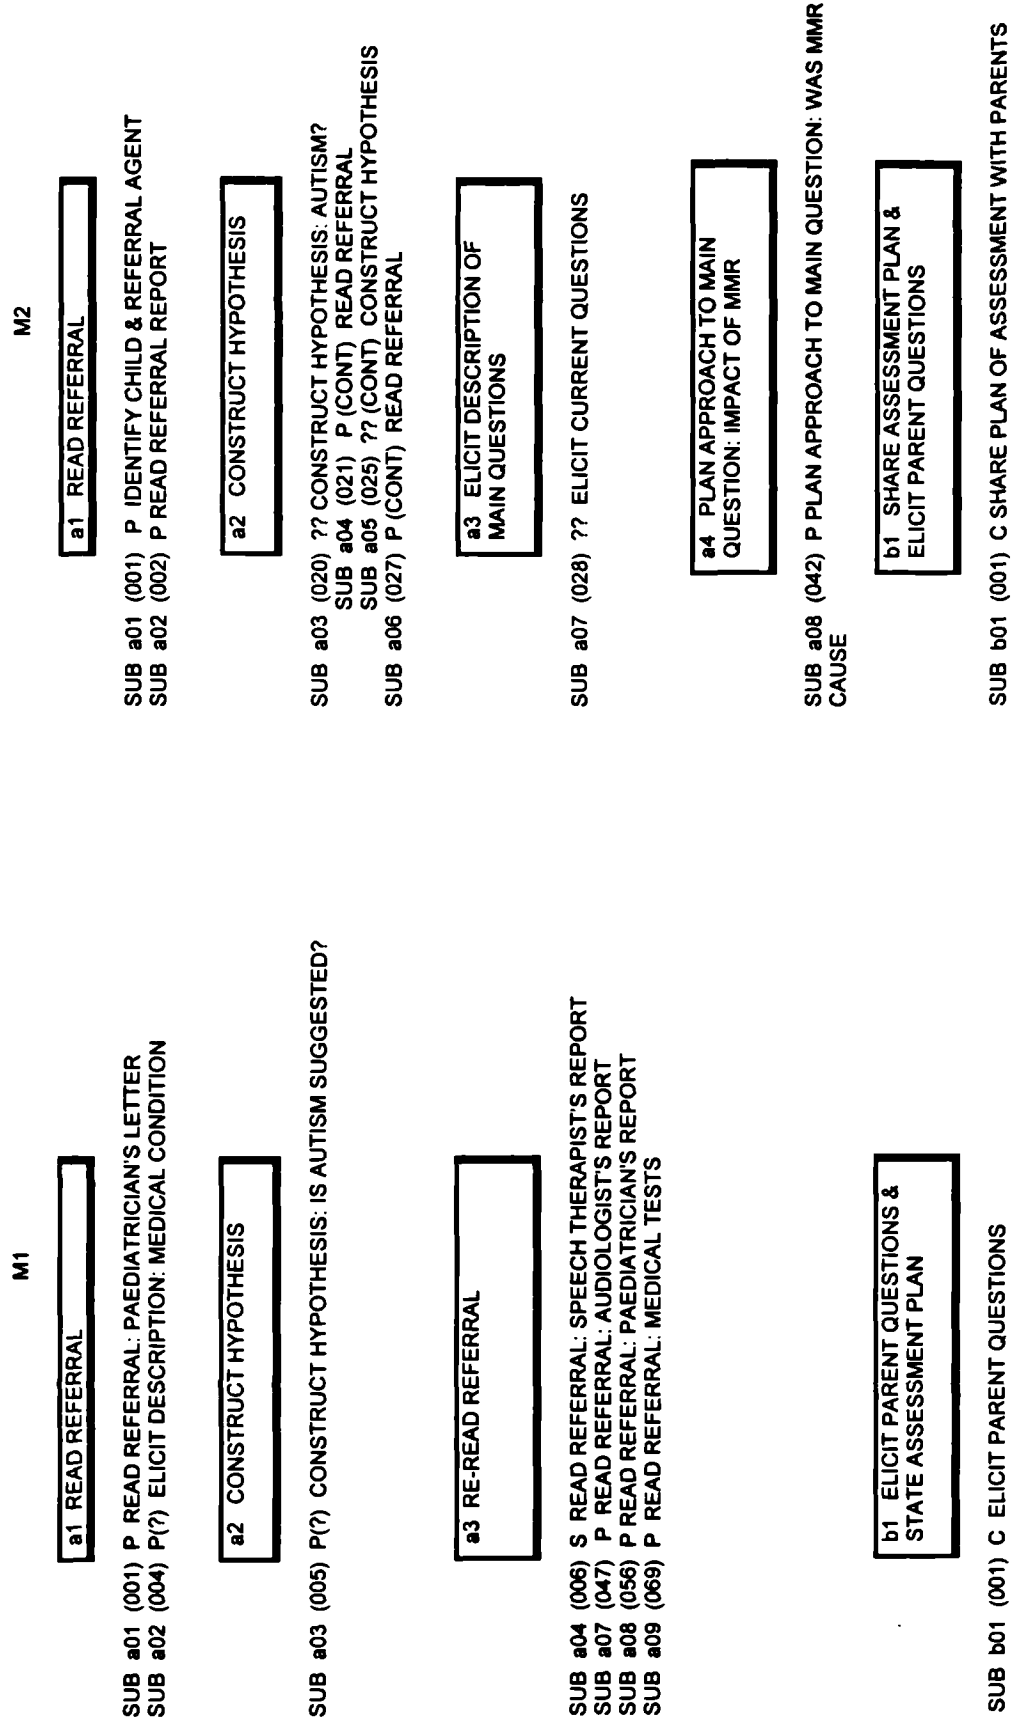 M1
a1 READ REFERRAL
SUB a01 (001) P READ REFERRAL: PAEDIATRICIAN'S LETTER
SUB a02 (004) P(?) ELICIT DESCRIPTION: MEDICAL CONDITION
a2 CONSTRUCT HYPOTHESIS
SUB a03 (005) P(?) CONSTRUCT HYPOTHESIS: IS AUTISM SUGGESTED?
a3 RE-READ REFERRAL
SUB a04 (006) S READ REFERRAL: SPEECH THERAPIST'S REPORT
SUB a07 (047) P READ REFERRAL: AUDIOLOGIST'S REPORT
SUB a08 (056) P READ REFERRAL: PAEDIATRICIAN'S REPORT
SUB a09 (069) P READ REFERRAL: MEDICAL TESTS
b1 ELICIT PARENT QUESTIONS &
STATE ASSESSMENT PLAN
SUB b01 (001) C ELICIT PARENT QUESTIONS
M2
a1 READ REFERRAL
SUB a01 (001) P IDENTIFY CHILD & REFERRAL AGENT
SUB a02 (002) P READ REFERRAL REPORT
a2 CONSTRUCT HYPOTHESIS
SUB a03 (020) ?? CONSTRUCT HYPOTHESIS: AUTISM?
SUB a04 (021) P (CONT) READ REFERRAL
SUB a05 (025) ?? (CONT) CONSTRUCT HYPOTHESIS
SUB a06 (027) P (CONT) READ REFERRAL
a3 ELICIT DESCRIPTION OF
MAIN QUESTIONS
SUB a07 (028) ?? ELICIT CURRENT QUESTIONS
a4 PLAN APPROACH TO MAIN
QUESTION: IMPACT OF MMR
SUB a08 (042) P PLAN APPROACH TO MAIN QUESTION: WAS MMR
CAUSE
b1 SHARE ASSESSMENT PLAN &
ELICIT PARENT QUESTIONS
SUB b01 (001) C SHARE PLAN OF ASSESSMENT WITH PARENTS